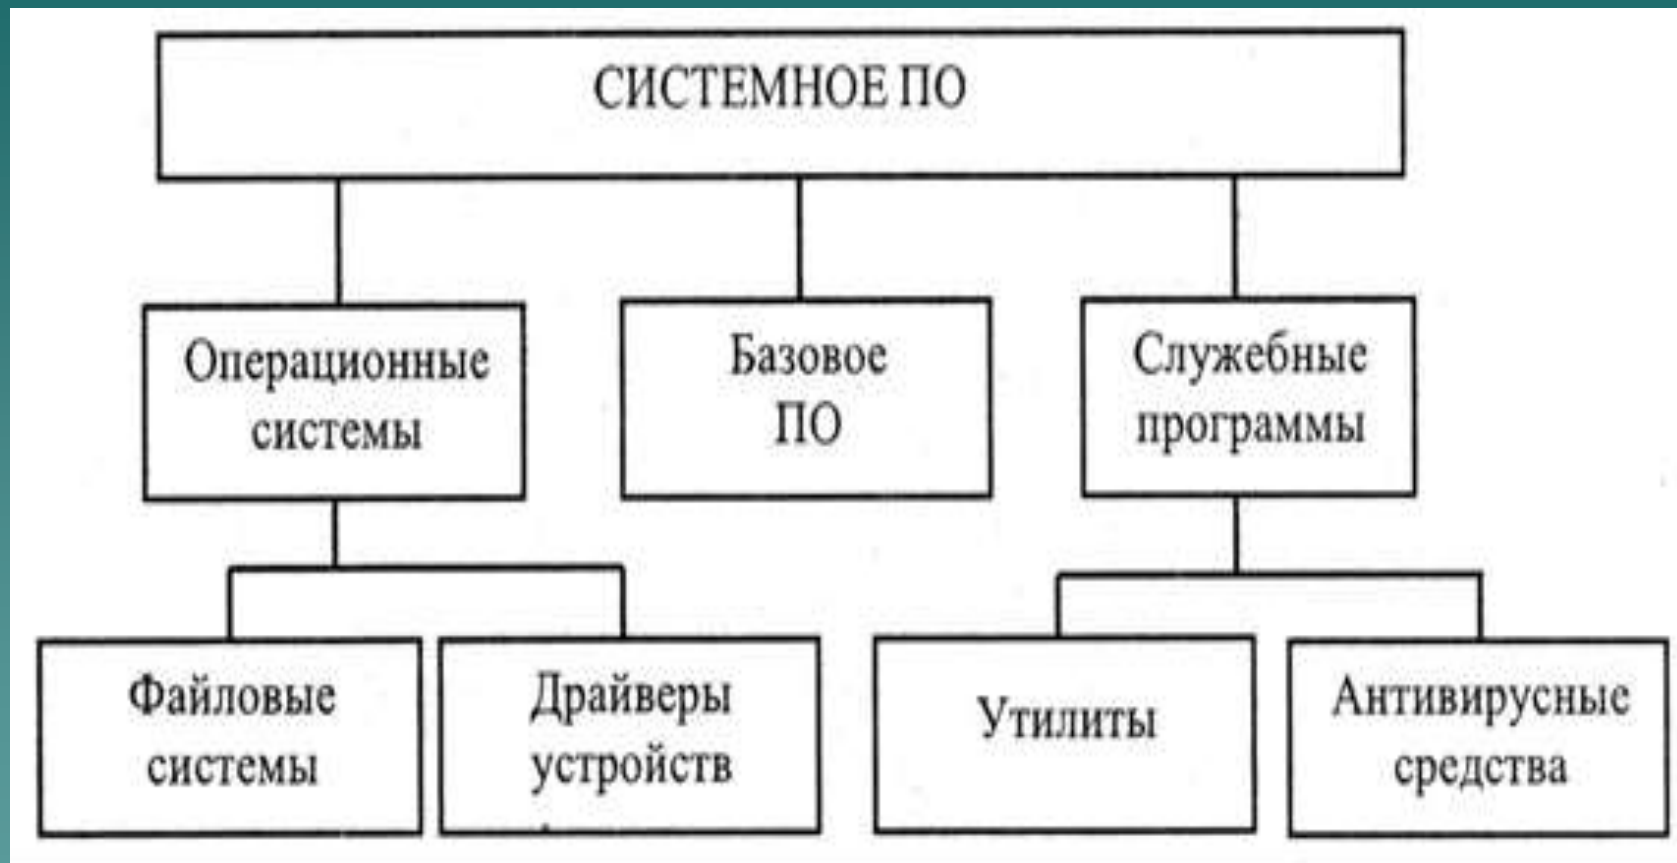 СИСТЕМНОЕ ПО
Операционные
системы
Базовое
ПО
Служебные
программы
Файловые
системы
Драйверы
устройств
Утилиты
Антивирусные
средства